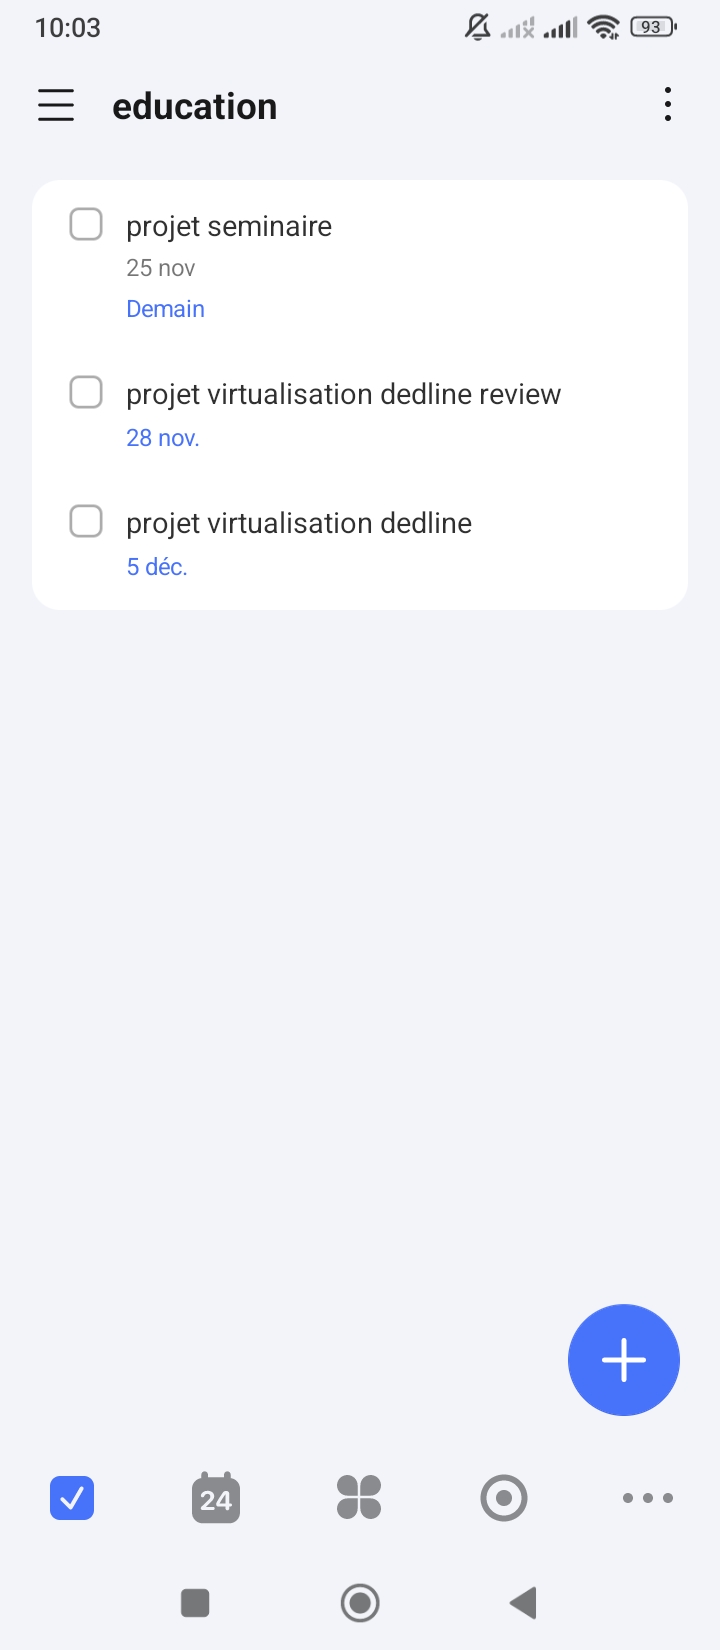 10:03
93
education
projet seminaire
25 nov
Demain
projet virtualisation dedline review
28 nov.
projet virtualisation dedline
5 déc.
24